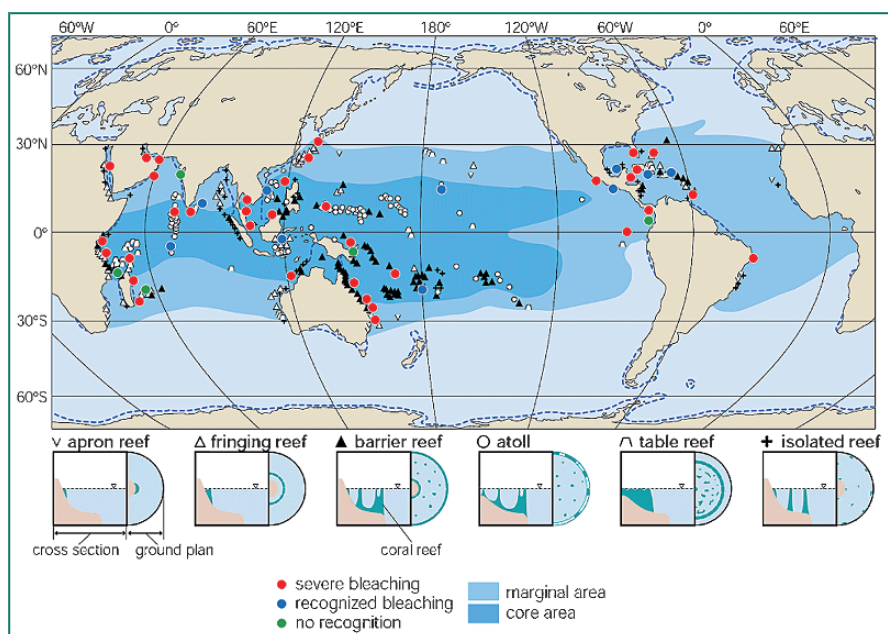 60°W 0° 60°E 120°E 180° 120°W 60°W 0° 60°E
60°N
30°N
0°
30°S
60°S
apron reef
fringing reef
barrier reef
atoll
table reef
isolated reef
cross section
ground plan
coral reef
severe bleaching
recognized bleaching
no recognition
marginal area
core area